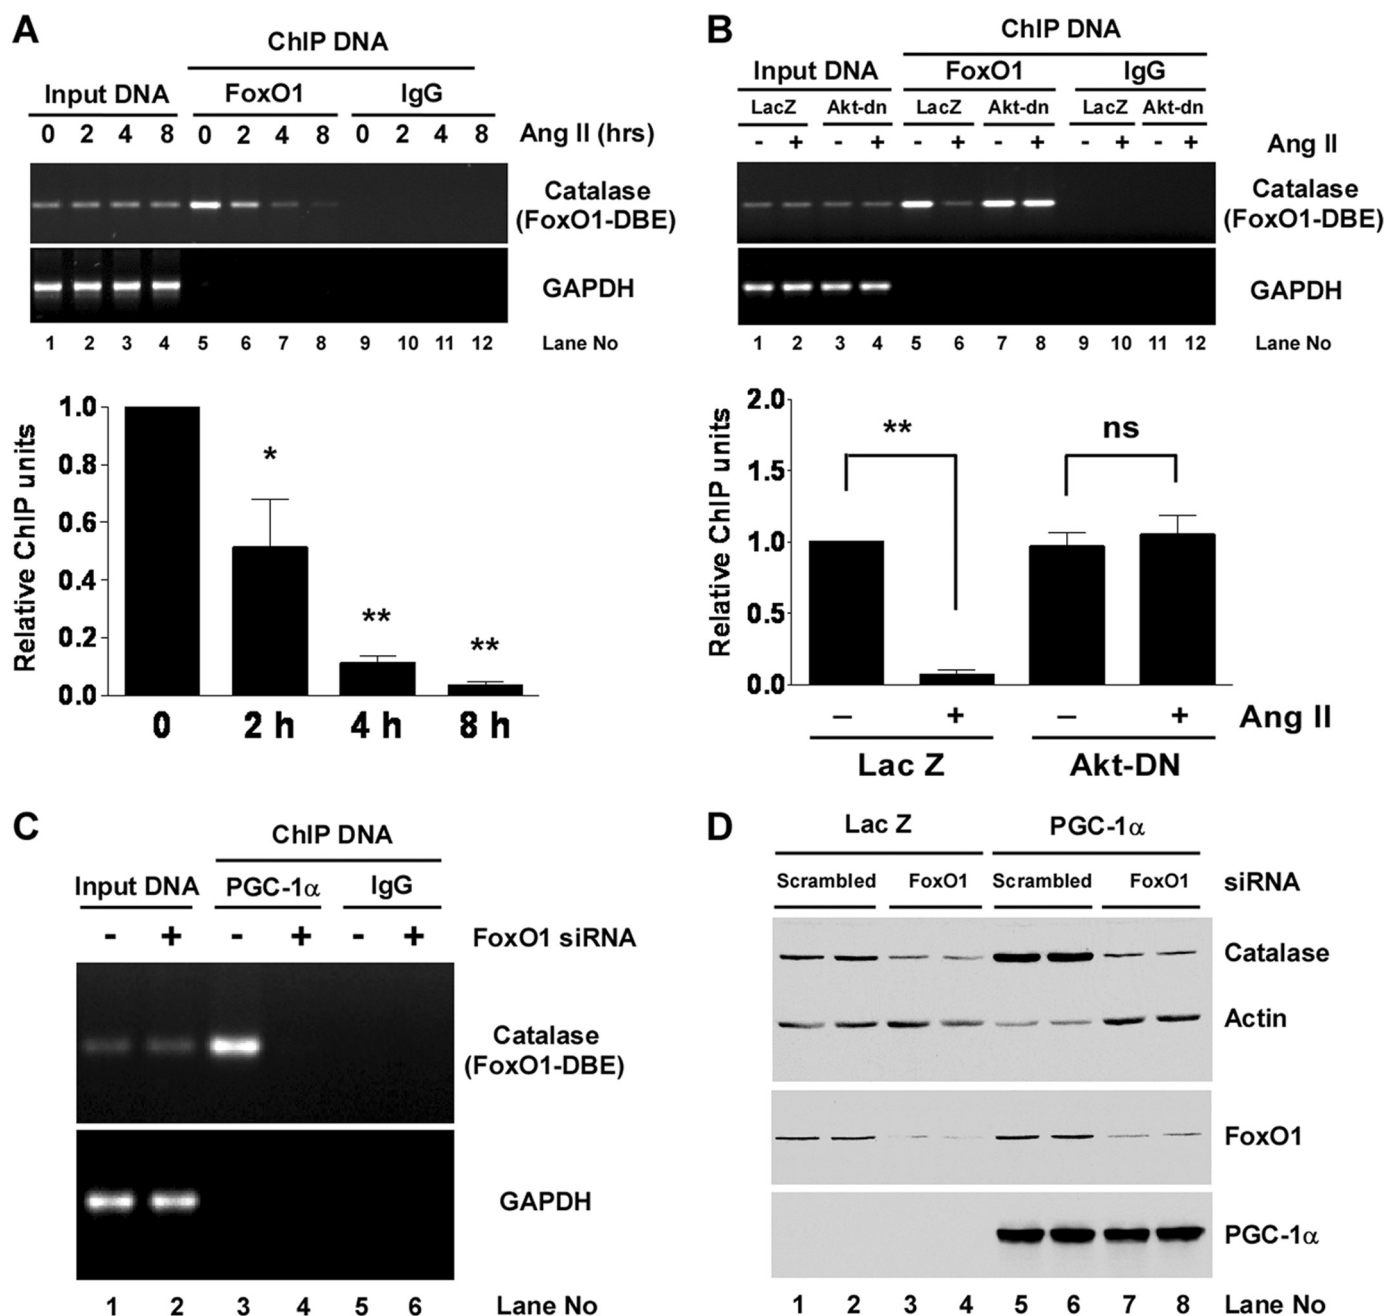 A
ChIP DNA
Input DNA FoxO1 IgG
0 2 4 8 0 2 4 8 0 2 4 8 Ang II (hrs)
Catalase
(FoxO1-DBE)
GAPDH
1 2 3 4 5 6 7 8 9 10 11 12 Lane No
Relative ChIP units
1.0
0.8
0.6
0.4
0.2
0.0
*
**
**
0 2 h 4 h 8 h
B
ChIP DNA
Input DNA FoxO1 IgG
LacZ Akt-dn LacZ Akt-dn LacZ Akt-dn
- + - + - + - + - + - + Ang II
Catalase
(FoxO1-DBE)
GAPDH
1 2 3 4 5 6 7 8 9 10 11 12 Lane No
Relative ChIP units
2.0
1.5
1.0
0.5
0.0
** ns
– + – + Ang II
Lac Z Akt-DN
C
ChIP DNA
Input DNA PGC-1α IgG
- + - + - + FoxO1 siRNA
Catalase
(FoxO1-DBE)
GAPDH
1 2 3 4 5 6 Lane No
D
Lac Z PGC-1α
Scrambled FoxO1 Scrambled FoxO1 siRNA
Catalase
Actin
FoxO1
PGC-1α
1 2 3 4 5 6 7 8 Lane No